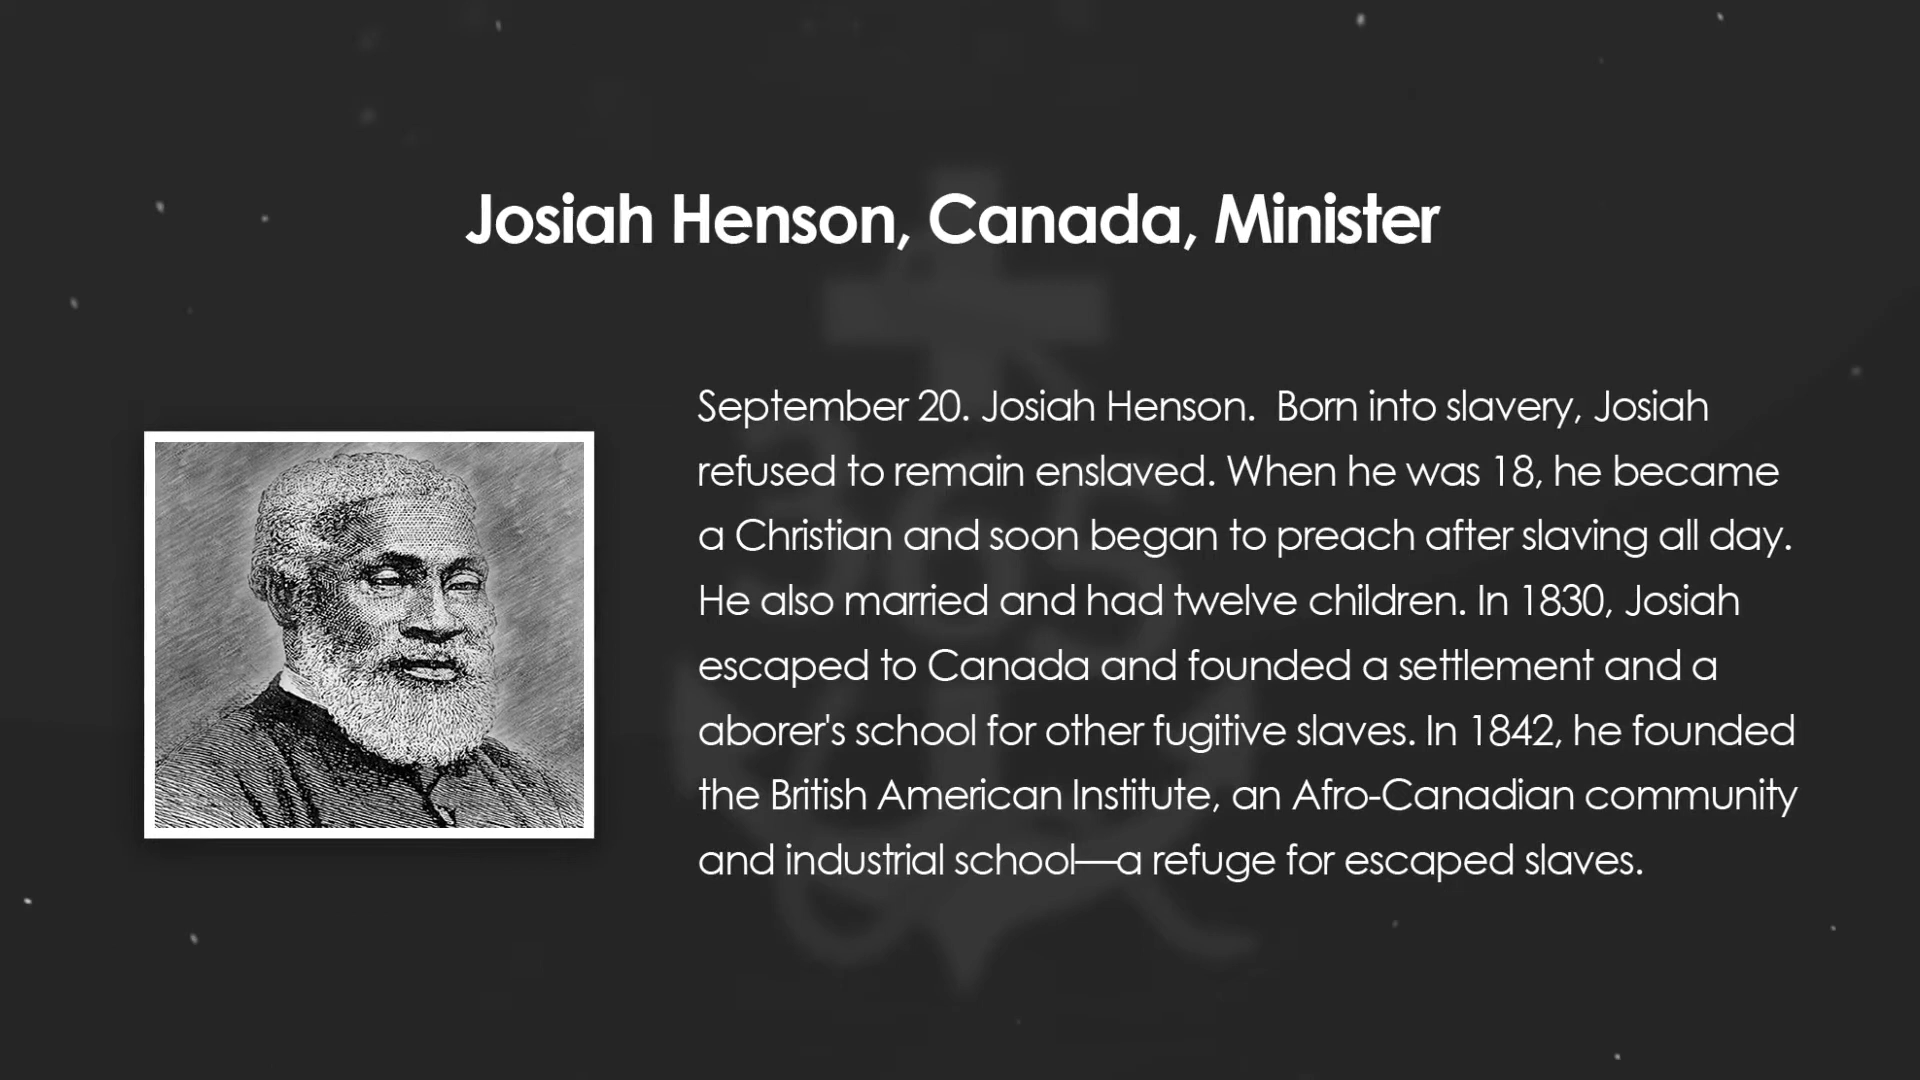 Josiah Henson, Canada, Minister
September 20. Josiah Henson.  Born into slavery, Josiah
refused to remain enslaved. When he was 18, he became
a Christian and soon began to preach after slaving all day.
He also married and had twelve children. In 1830, Josiah
escaped to Canada and founded a settlement and a
aborer's school for other fugitive slaves. In 1842, he founded
the British American Institute, an Afro-Canadian community
and industrial school—a refuge for escaped slaves.
365